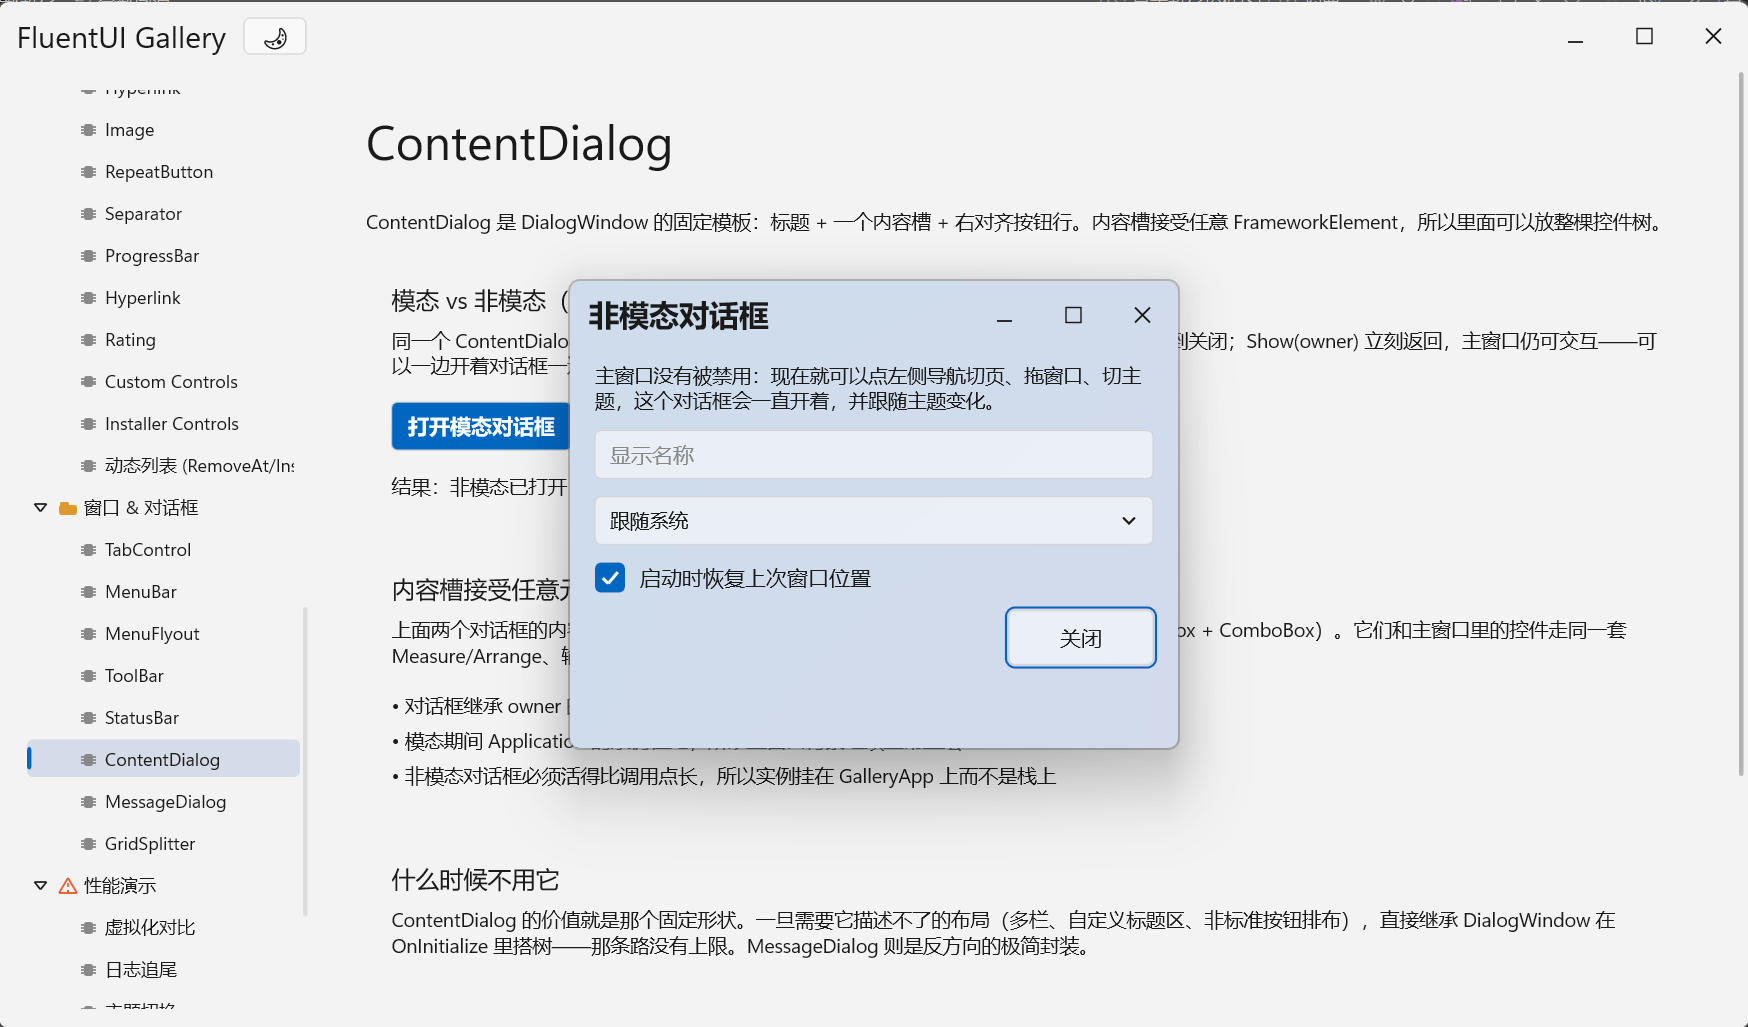 FluentUI Gallery
Hyperlink
Image
RepeatButton
Separator
ProgressBar
Hyperlink
Rating
Custom Controls
Installer Controls
动态列表 (RemoveAt/Ins
窗口 & 对话框
TabControl
MenuBar
MenuFlyout
ToolBar
StatusBar
ContentDialog
MessageDialog
GridSplitter
性能演示
虚拟化对比
日志追尾
ContentDialog
ContentDialog 是 DialogWindow 的固定模板：标题 + 一个内容槽 + 右对齐按钮行。内容槽接受任意 FrameworkElement，所以里面可以放整棵控件树。
模态 vs 非模态（
同一个 ContentDialo
到关闭；Show(owner) 立刻返回，主窗口仍可交互——可
以一边开着对话框一
打开模态对话框
结果：非模态已打开
内容槽接受任意
上面两个对话框的内
ox + ComboBox）。它们和主窗口里的控件走同一套
Measure/Arrange、
• 对话框继承 owner
• 模态期间 Applicatio
• 非模态对话框必须活得比调用点长，所以实例挂在 GalleryApp 上而不是栈上
什么时候不用它
ContentDialog 的价值就是那个固定形状。一旦需要它描述不了的布局（多栏、自定义标题区、非标准按钮排布），直接继承 DialogWindow 在
OnInitialize 里搭树——那条路没有上限。MessageDialog 则是反方向的极简封装。
非模态对话框
主窗口没有被禁用：现在就可以点左侧导航切页、拖窗口、切主
题，这个对话框会一直开着，并跟随主题变化。
显示名称
跟随系统
启动时恢复上次窗口位置
关闭